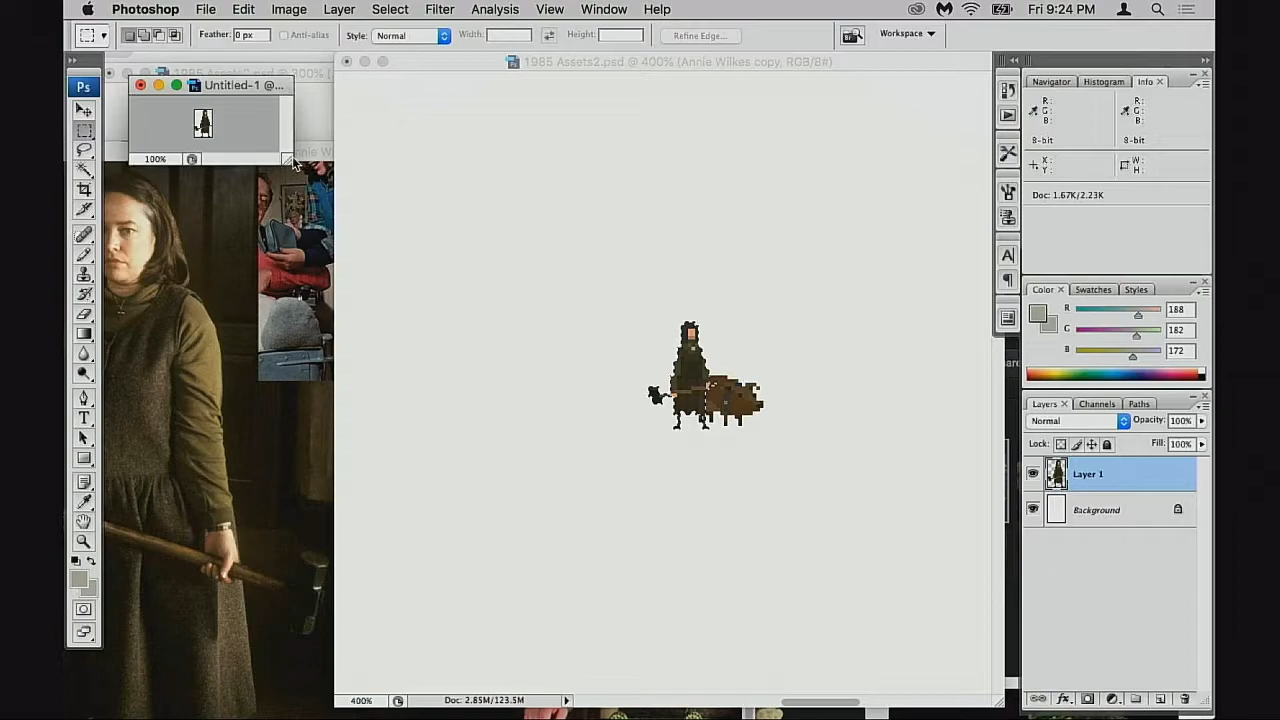 Photoshop File Edit Image Layer Select Filter Analysis View Window Help Fri 9:24 PM
Feather: 0 px Anti-alias Style: Normal Width: Height: Refine Edge... Workspace
1985 Assets2.psd @ 400% (Annie Wilkes copy, RGB/8#)
Untitled-1 @...
100%
Ps
Navigator Histogram Info
R: R:
G: G:
B: B:
8-bit 8-bit
X: W:
Y: H:
Doc: 1.67K/2.23K
Color Swatches Styles
R 188
G 182
B 172
Layers Channels Paths
Normal Opacity: 100%
Lock: Fill: 100%
Layer 1
Background
400% Doc: 2.85M/123.5M